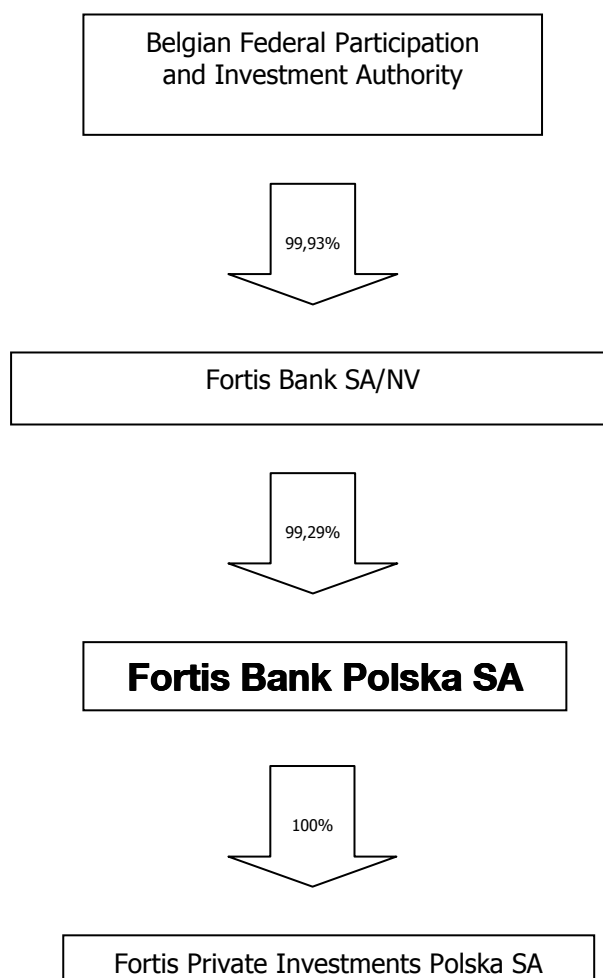 Belgian Federal Participation
and Investment Authority
99,93%
Fortis Bank SA/NV
99,29%
Fortis Bank Polska SA
100%
Fortis Private Investments Polska SA